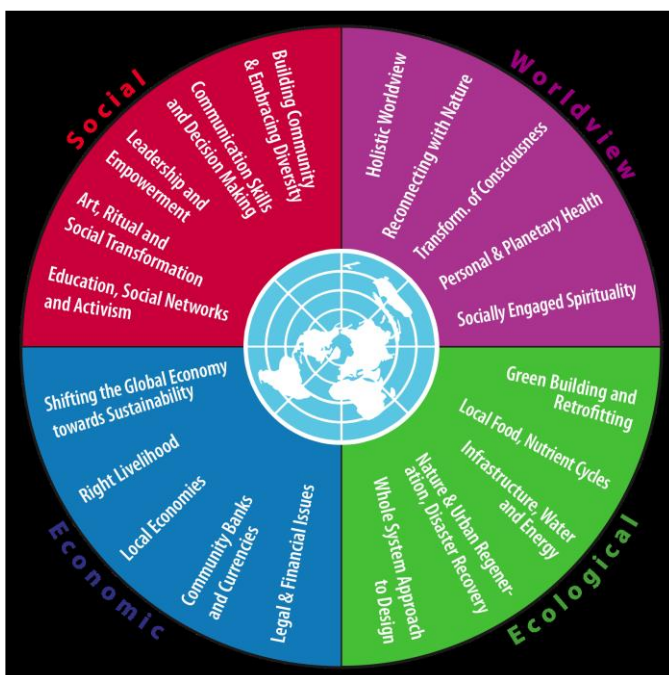 Social
Building Community
& Embracing Diversity
Communication Skills
and Decision Making
Leadership and
Empowerment
Art, Ritual and
Social Transformation
Education, Social Networks
and Activism
Worldview
Holistic Worldview
Reconnecting with Nature
Transform. of Consciousness
Personal & Planetary Health
Socially Engaged Spirituality
Green Building and
Retrofitting
Local Food, Nutrient Cycles
Infrastructure, Water
and Energy
Nature & Urban Regener-
ation, Disaster Recovery
Whole System Approach
to Design
Ecological
Shifting the Global Economy
towards Sustainability
Right Livelihood
Local Economies
Community Banks
and Currencies
Legal & Financial Issues
Economic